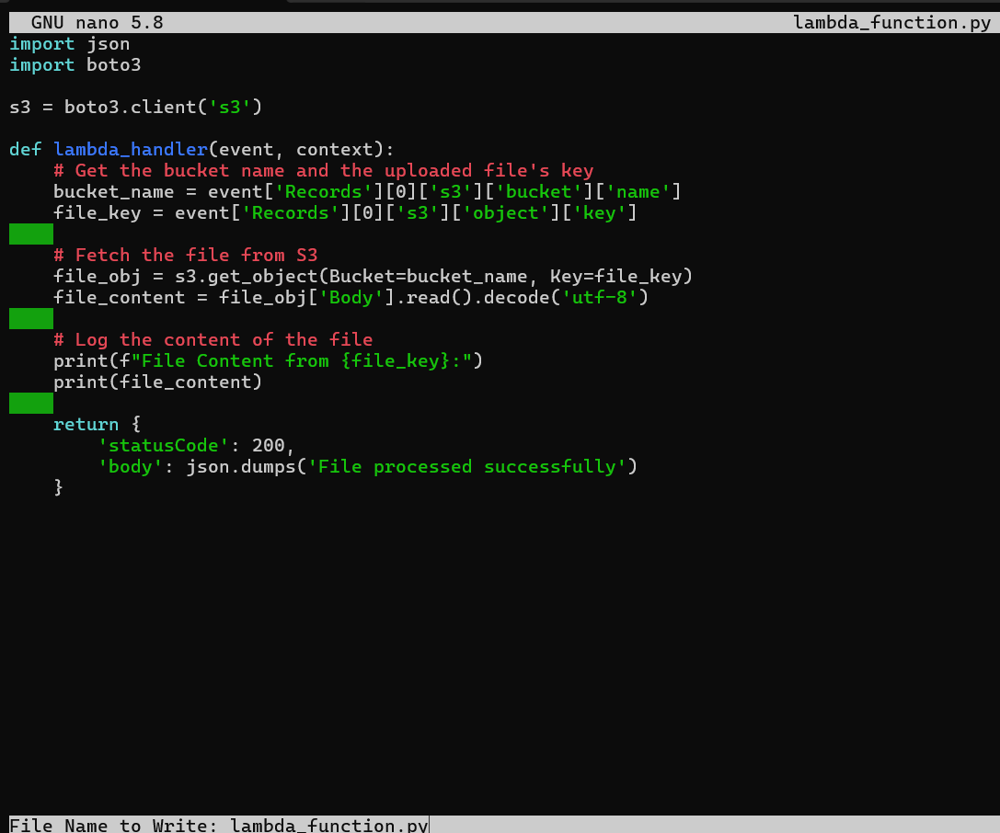 GNU nano 5.8 lambda_function.py
import json
import boto3

s3 = boto3.client('s3')

def lambda_handler(event, context):
    # Get the bucket name and the uploaded file's key
    bucket_name = event['Records'][0]['s3']['bucket']['name']
    file_key = event['Records'][0]['s3']['object']['key']

    # Fetch the file from S3
    file_obj = s3.get_object(Bucket=bucket_name, Key=file_key)
    file_content = file_obj['Body'].read().decode('utf-8')

    # Log the content of the file
    print(f"File Content from {file_key}:")
    print(file_content)

    return {
        'statusCode': 200,
        'body': json.dumps('File processed successfully')
    }
File Name to Write: lambda_function.py